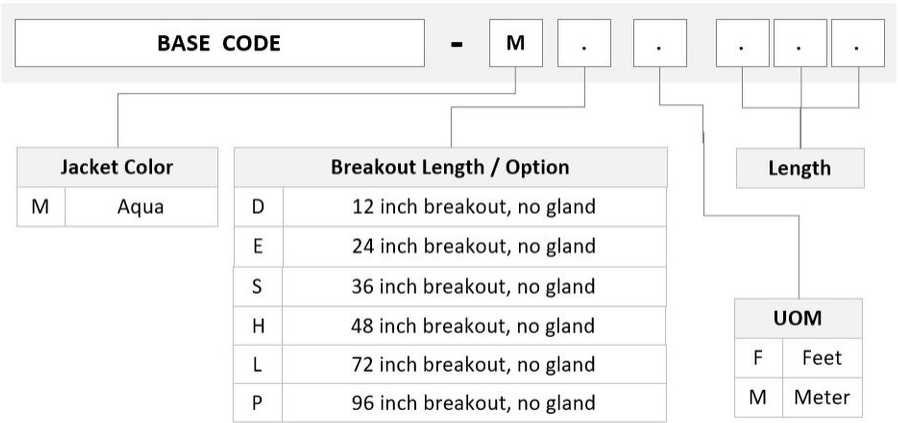 BASE CODE - M . . . . .
Jacket Color
M Aqua
Breakout Length / Option
D 12 inch breakout, no gland
E 24 inch breakout, no gland
S 36 inch breakout, no gland
H 48 inch breakout, no gland
L 72 inch breakout, no gland
P 96 inch breakout, no gland
Length
UOM
F Feet
M Meter